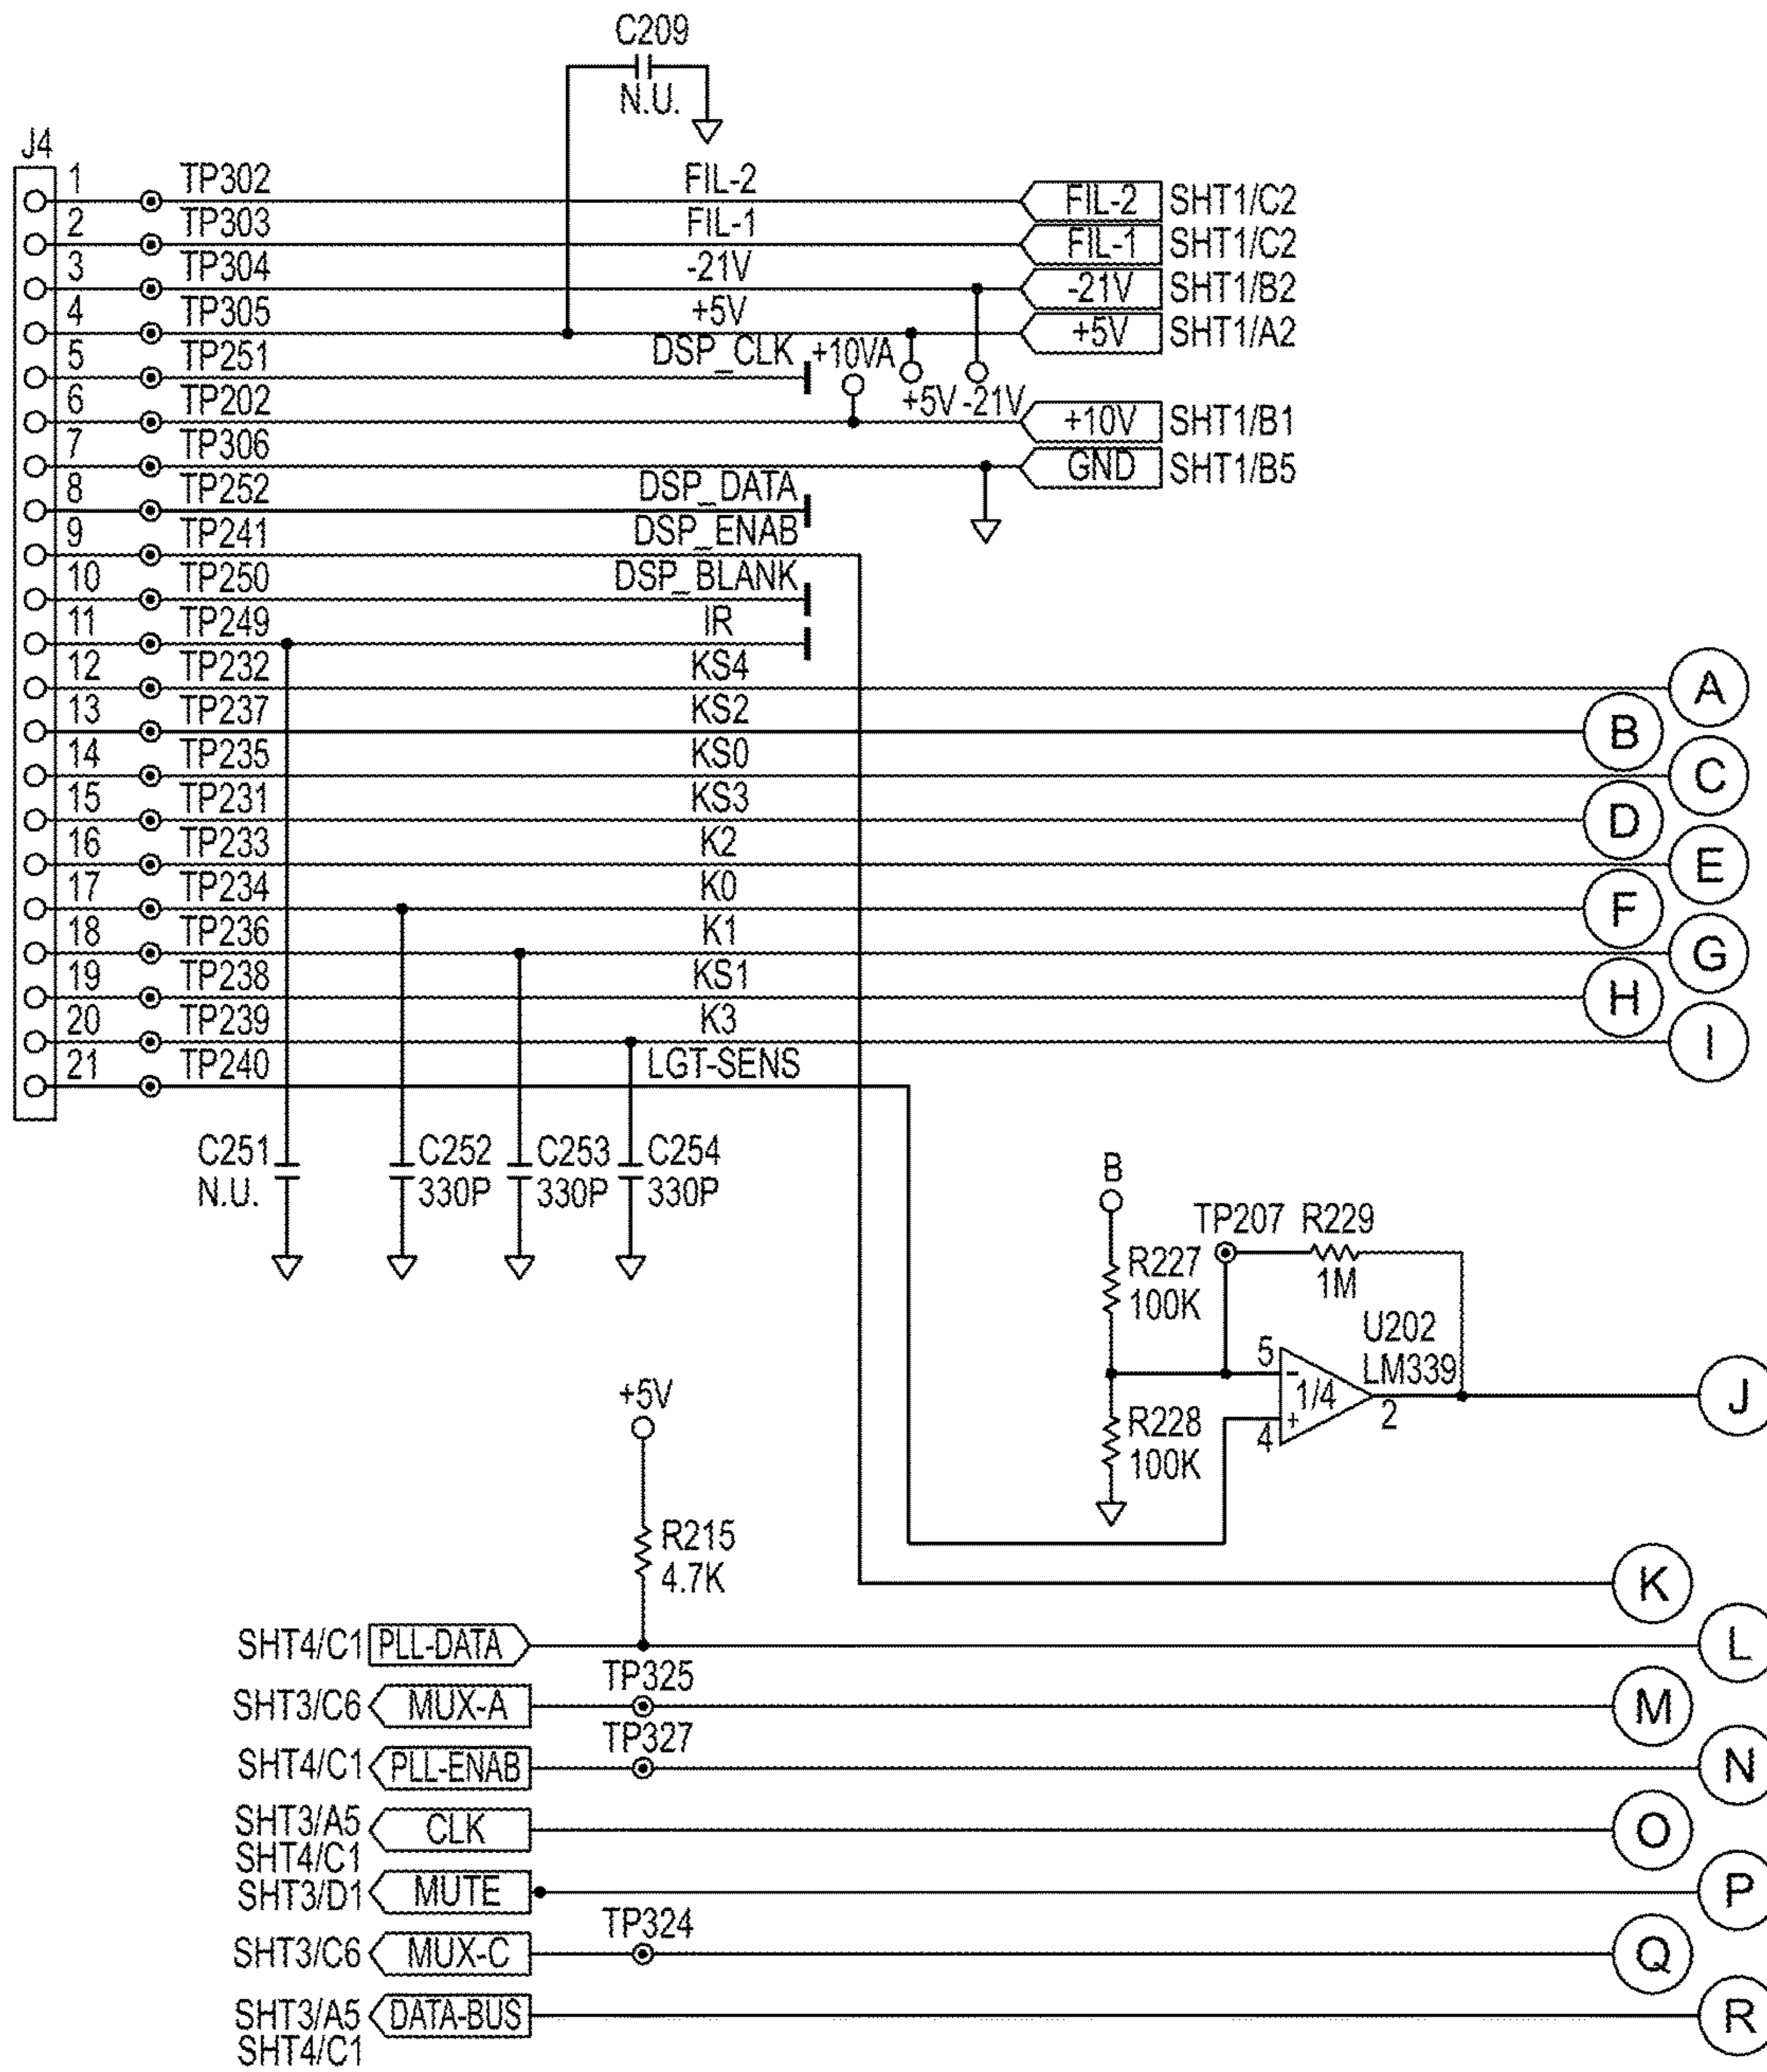 C209
N.U.
J4
1 TP302 FIL-2 FIL-2 SHT1/C2
2 TP303 FIL-1 FIL-1 SHT1/C2
3 TP304 -21V -21V SHT1/B2
4 TP305 +5V +5V SHT1/A2
5 TP251 DSP_CLK +10VA
+5V -21V
6 TP202 +10V SHT1/B1
7 TP306 GND SHT1/B5
8 TP252 DSP_DATA
9 TP241 DSP_ENAB
10 TP250 DSP_BLANK
11 TP249 IR
12 TP232 KS4 A
13 TP237 KS2 B
14 TP235 KS0 C
15 TP231 KS3 D
16 TP233 K2 E
17 TP234 K0 F
18 TP236 K1 G
19 TP238 KS1 H
20 TP239 K3 I
21 TP240 LGT-SENS
C251 C252 C253 C254
N.U. 330P 330P 330P
B
TP207 R229
R227 1M
100K
U202
5 LM339
- 1/4 J
+ 2
4
R228
100K
+5V
R215
4.7K
K
SHT4/C1 PLL-DATA L
TP325
SHT3/C6 MUX-A M
TP327
SHT4/C1 PLL-ENAB N
SHT3/A5 CLK O
SHT4/C1
SHT3/D1 MUTE P
TP324
SHT3/C6 MUX-C Q
SHT3/A5 DATA-BUS R
SHT4/C1